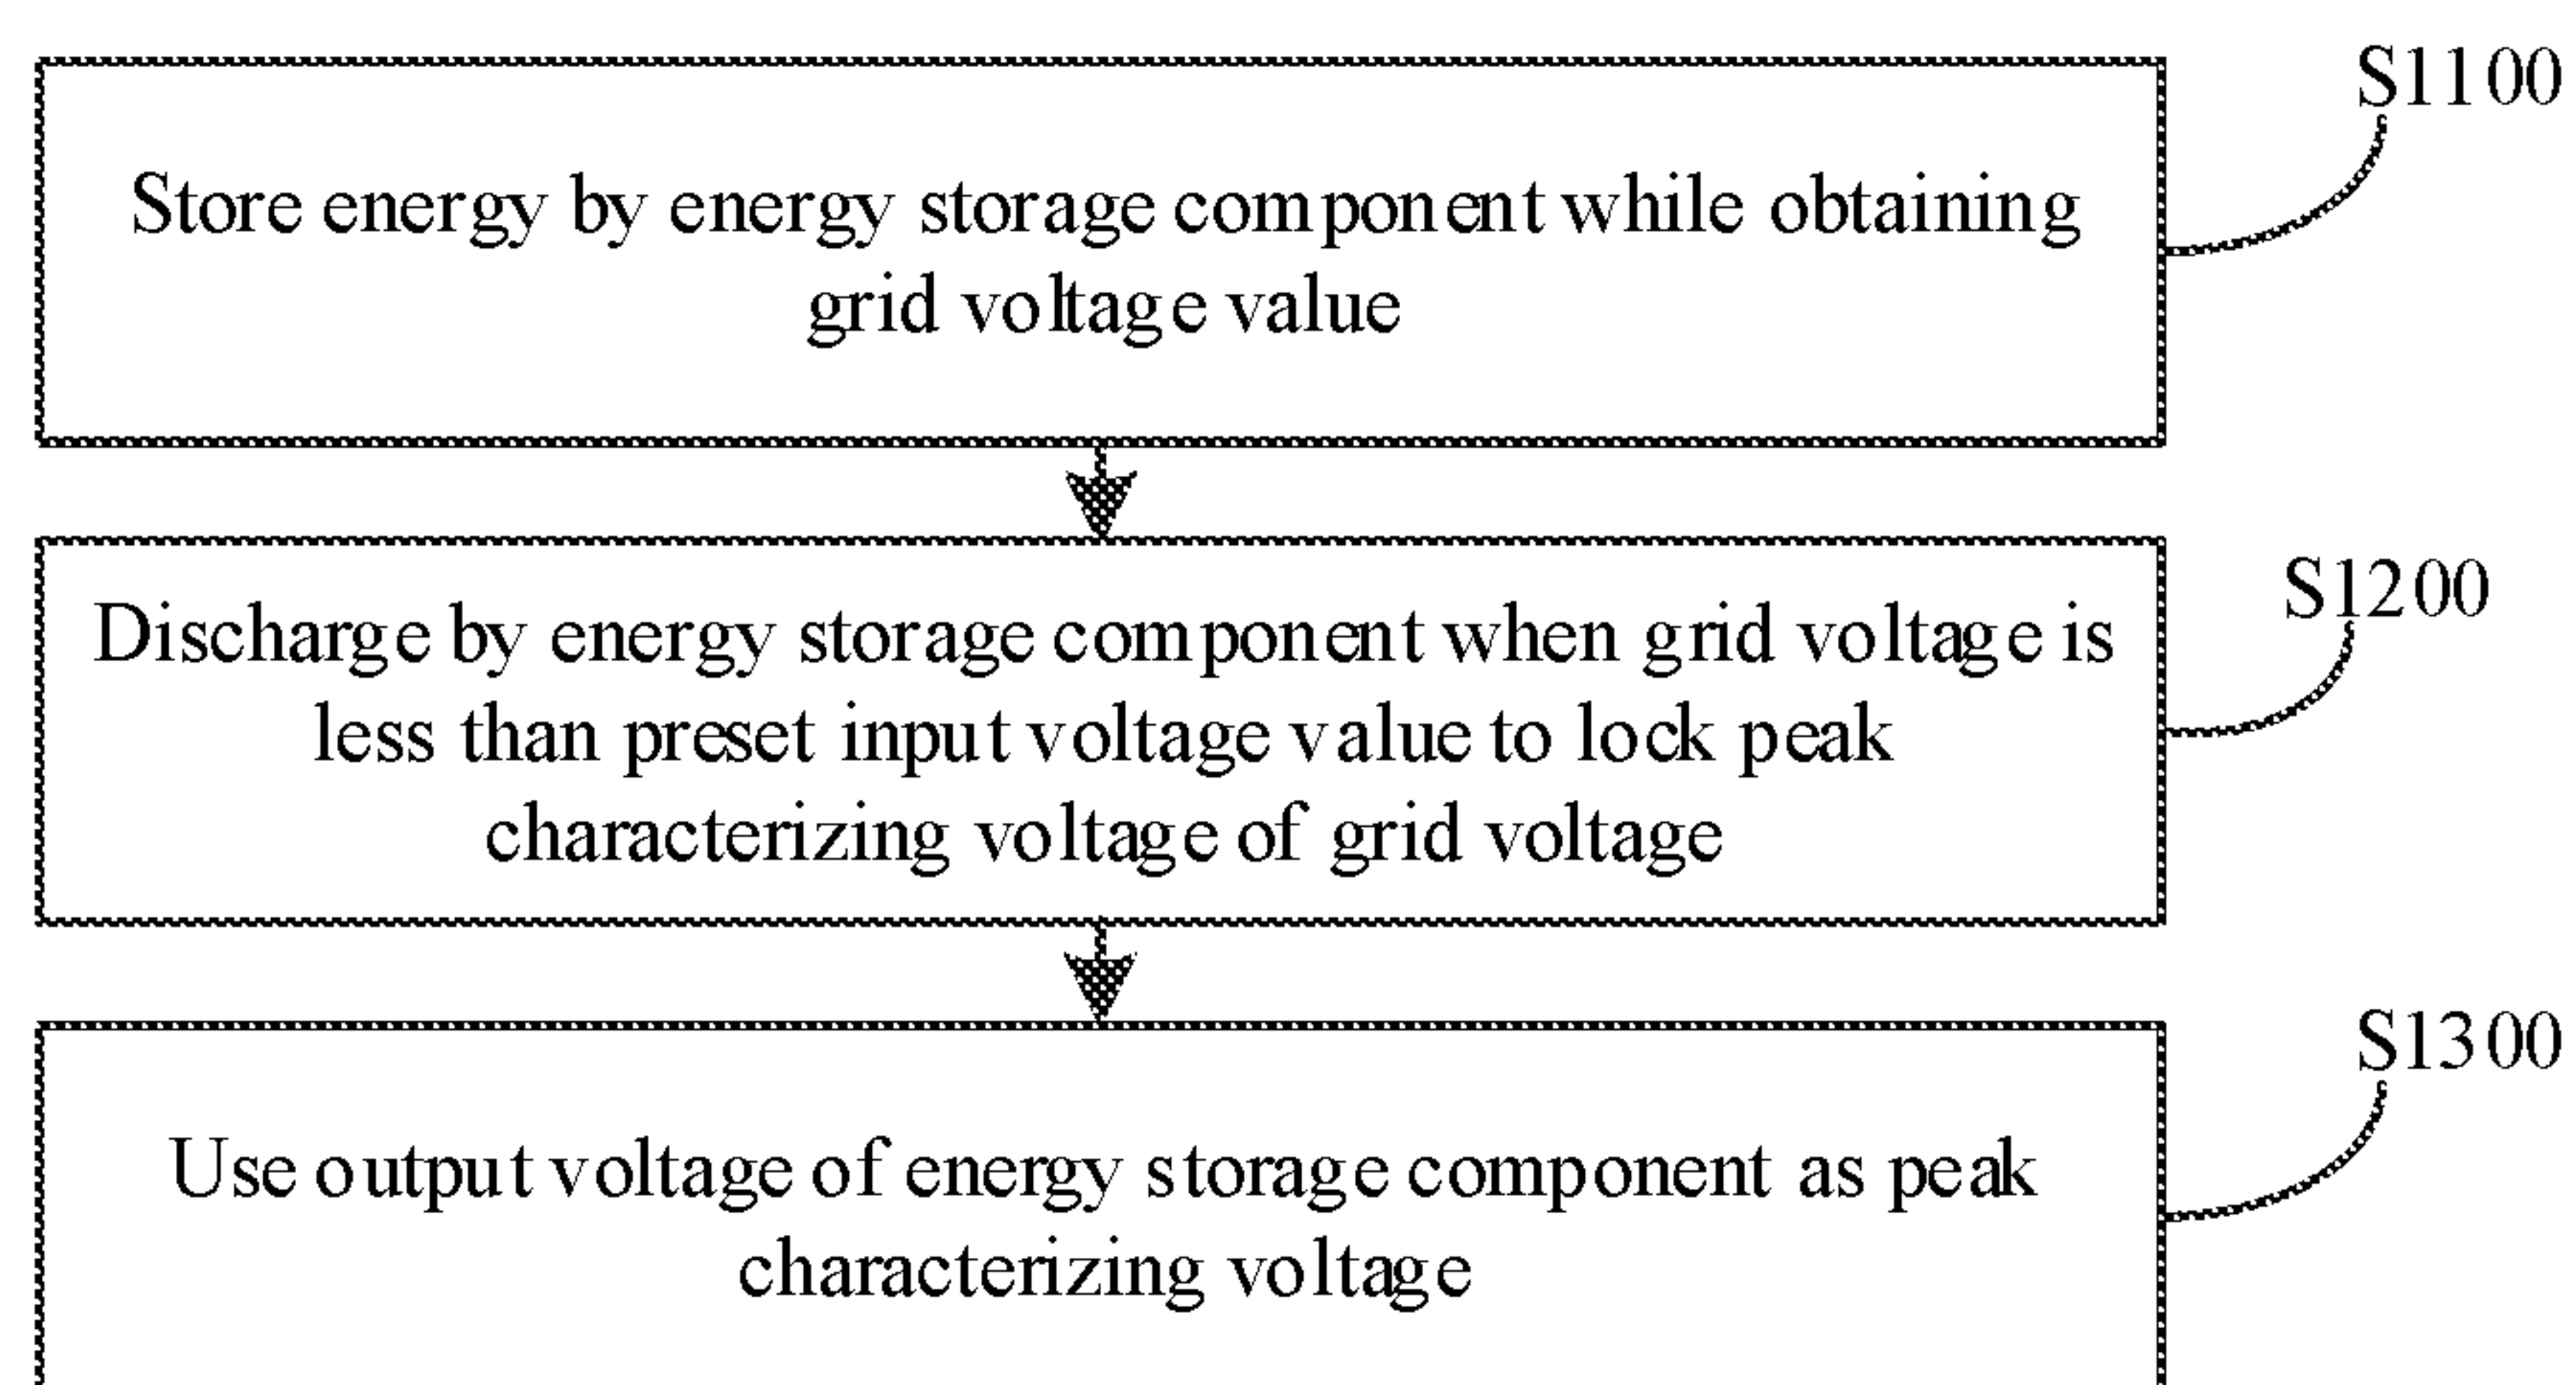 S1100
Store energy by energy storage component while obtaining
grid voltage value
S1200
Discharge by energy storage component when grid voltage is
less than preset input voltage value to lock peak
characterizing voltage of grid voltage
S1300
Use output voltage of energy storage component as peak
characterizing voltage